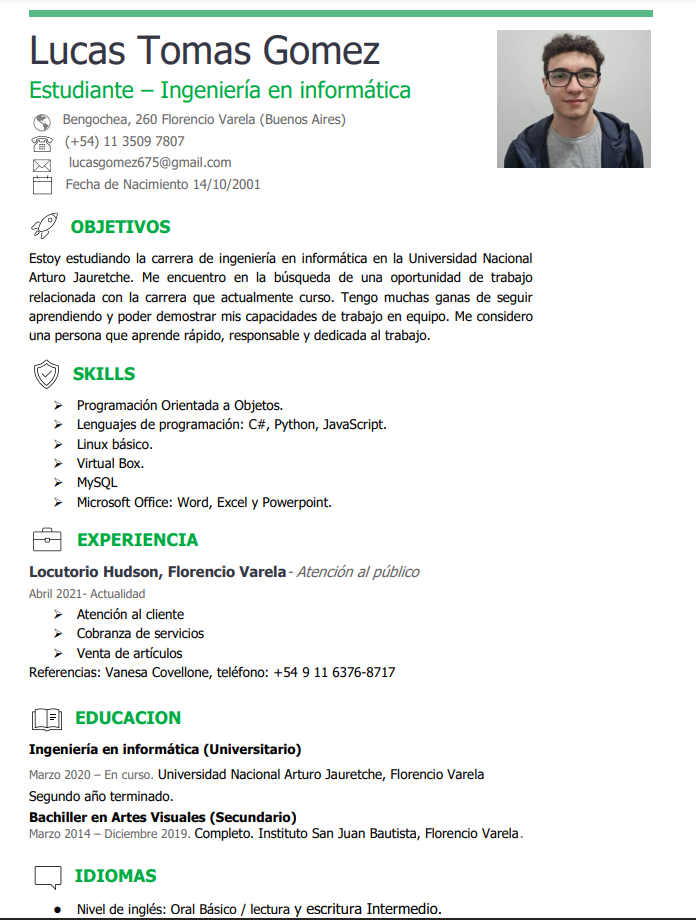 Lucas Tomas Gomez
Estudiante – Ingeniería en informática
Bengochea, 260 Florencio Varela (Buenos Aires)
(+54) 11 3509 7807
lucasgomez675@gmail.com
Fecha de Nacimiento 14/10/2001
OBJETIVOS
Estoy estudiando la carrera de ingeniería en informática en la Universidad Nacional
Arturo Jauretche. Me encuentro en la búsqueda de una oportunidad de trabajo
relacionada con la carrera que actualmente curso. Tengo muchas ganas de seguir
aprendiendo y poder demostrar mis capacidades de trabajo en equipo. Me considero
una persona que aprende rápido, responsable y dedicada al trabajo.
SKILLS
➢ Programación Orientada a Objetos.
➢ Lenguajes de programación: C#, Python, JavaScript.
➢ Linux básico.
➢ Virtual Box.
➢ MySQL
➢ Microsoft Office: Word, Excel y Powerpoint.
EXPERIENCIA
Locutorio Hudson, Florencio Varela- Atención al público
Abril 2021- Actualidad
➢ Atención al cliente
➢ Cobranza de servicios
➢ Venta de artículos
Referencias: Vanesa Covellone, teléfono: +54 9 11 6376-8717
EDUCACION
Ingeniería en informática (Universitario)
Marzo 2020 – En curso. Universidad Nacional Arturo Jauretche, Florencio Varela
Segundo año terminado.
Bachiller en Artes Visuales (Secundario)
Marzo 2014 – Diciembre 2019. Completo. Instituto San Juan Bautista, Florencio Varela.
IDIOMAS
● Nivel de inglés: Oral Básico / lectura y escritura Intermedio.